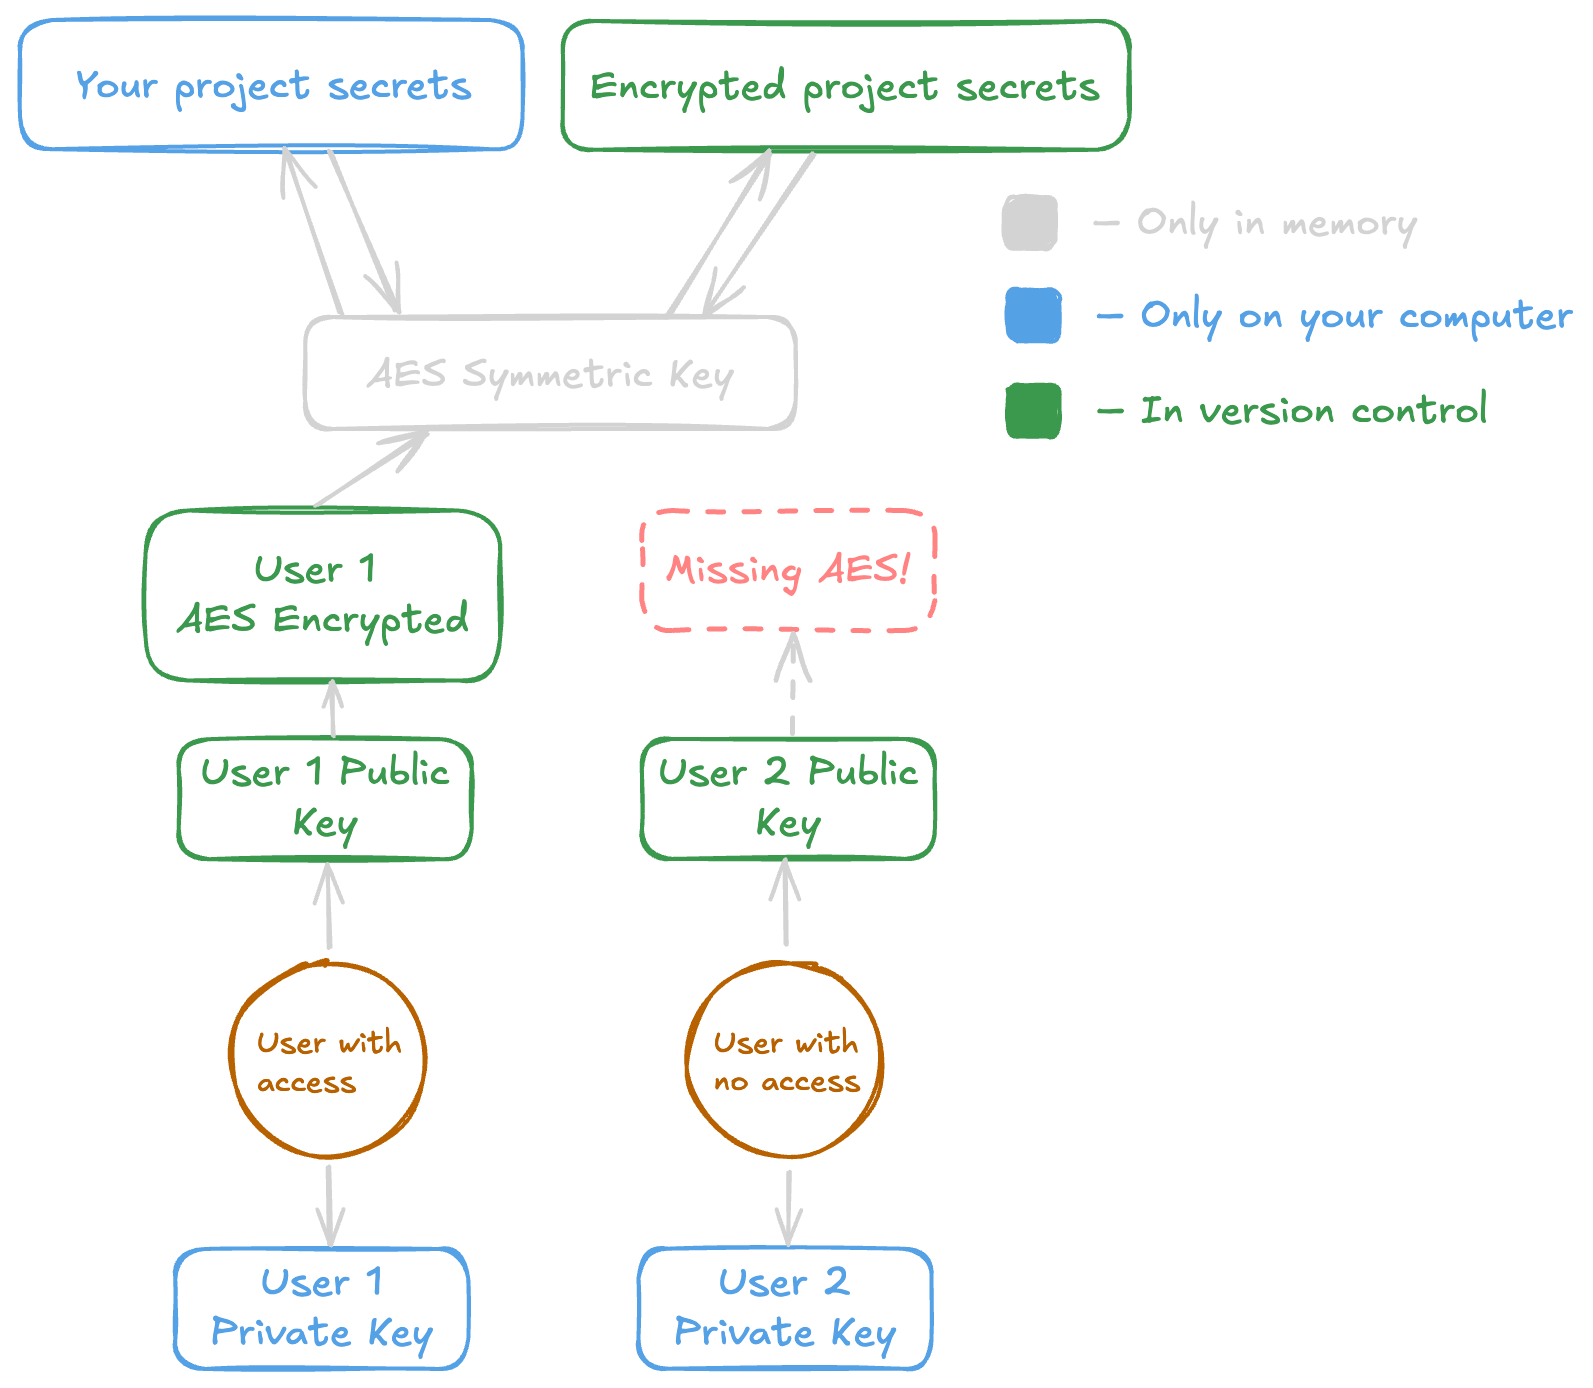 Your project secrets
Encrypted project secrets
– Only in memory
– Only on your computer
– In version control
AES Symmetric Key
User 1
AES Encrypted
Missing AES!
User 1 Public
Key
User 2 Public
Key
User with
access
User with
no access
User 1
Private Key
User 2
Private Key